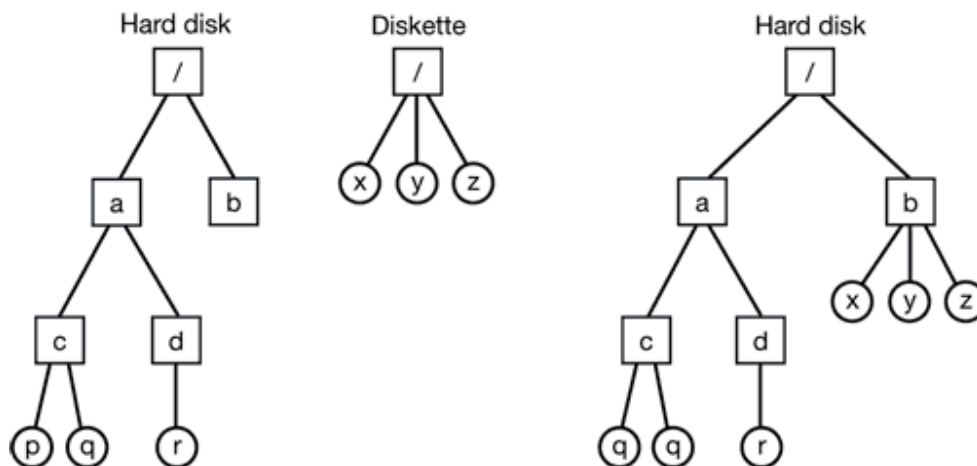 Hard disk Diskette Hard disk
/ / /
x y z
a b a b
x y z
c d c d
p q r q q r